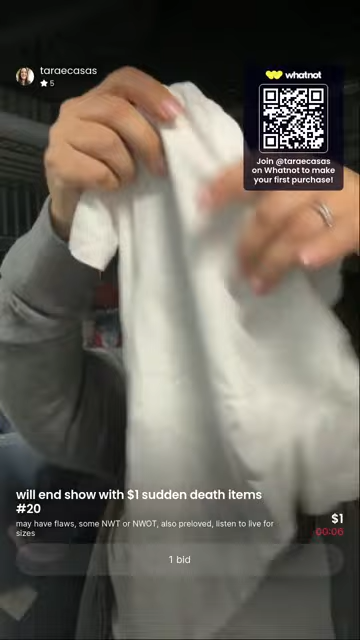 taraecasas
5
whatnot
Join @taraecasas
on Whatnot to make
your first purchase!
will end show with $1 sudden death items
#20
may have flaws, some NWT or NWOT, also preloved, listen to live for
sizes
$1
00:06
1 bid